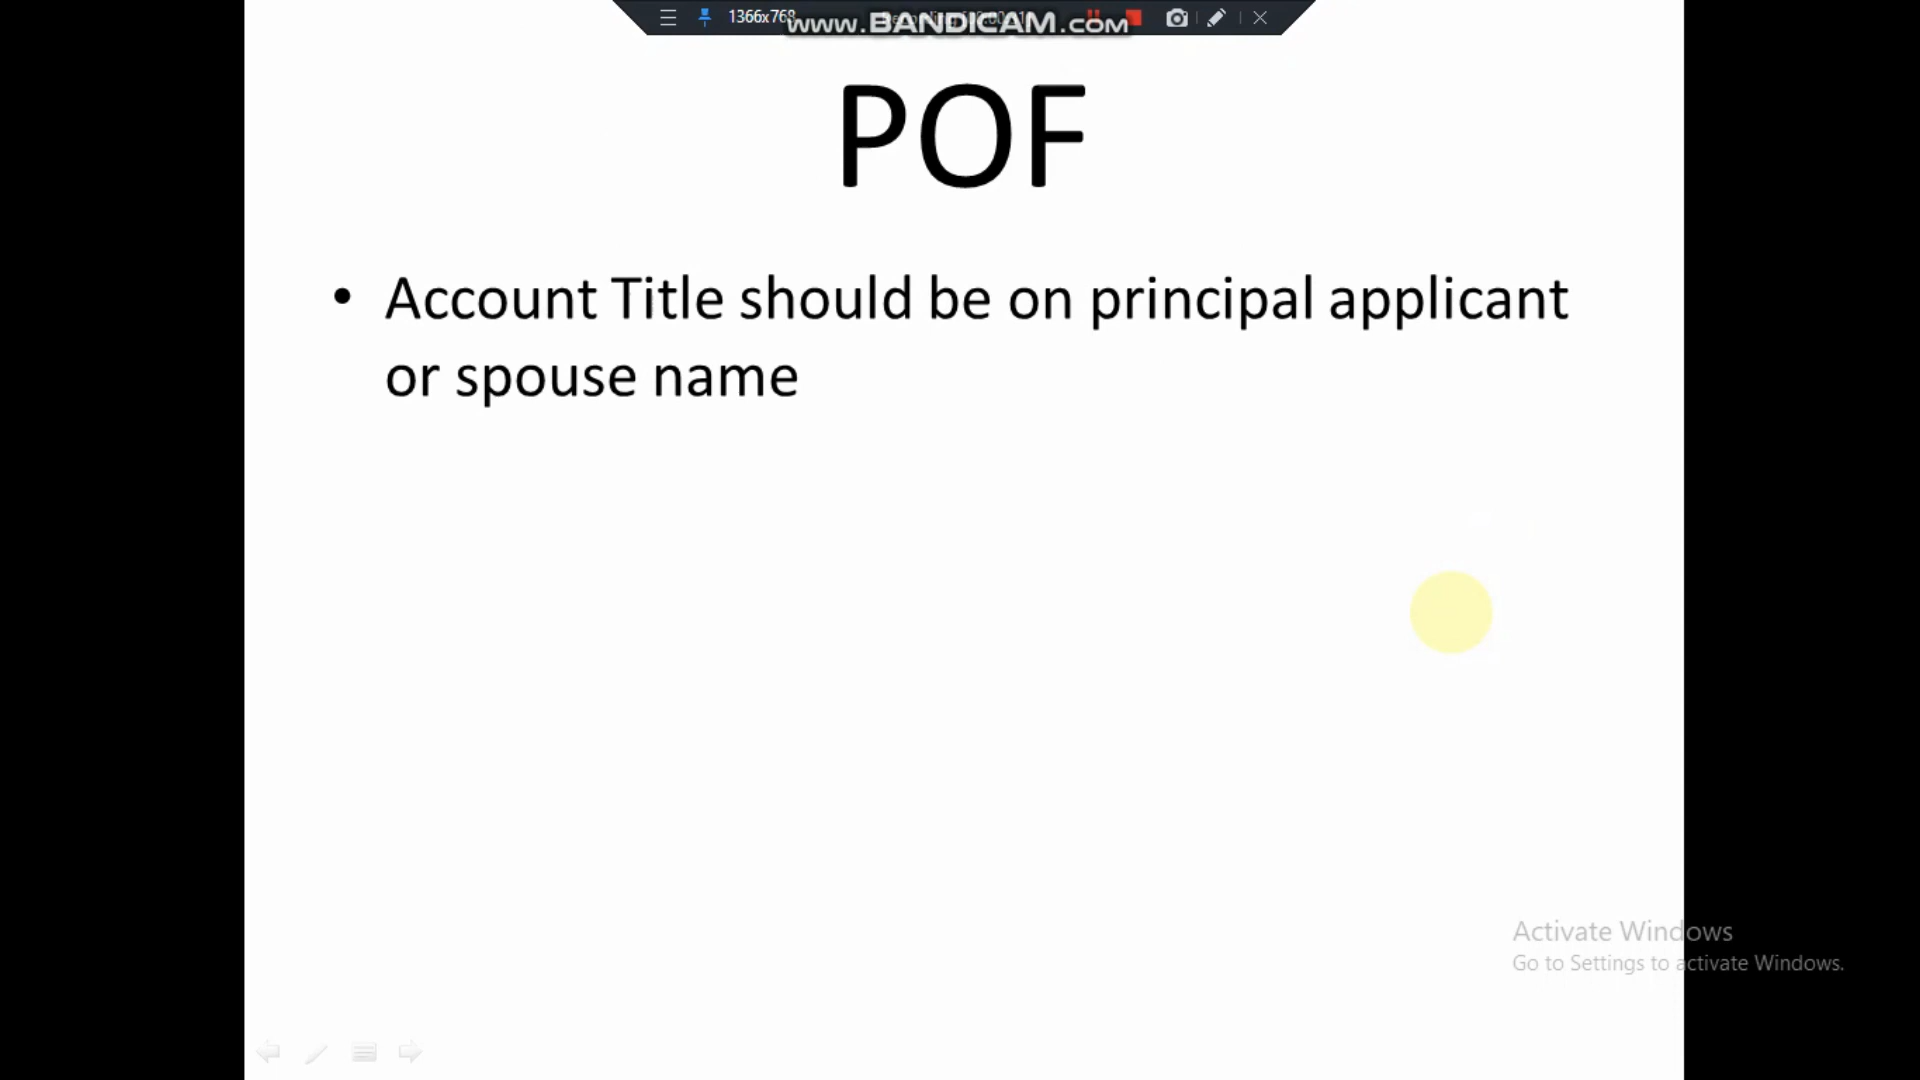 1366x768
www.BANDICAM.com
POF
• Account Title should be on principal applicant
or spouse name
Activate Windows
Go to Settings to activate Windows.